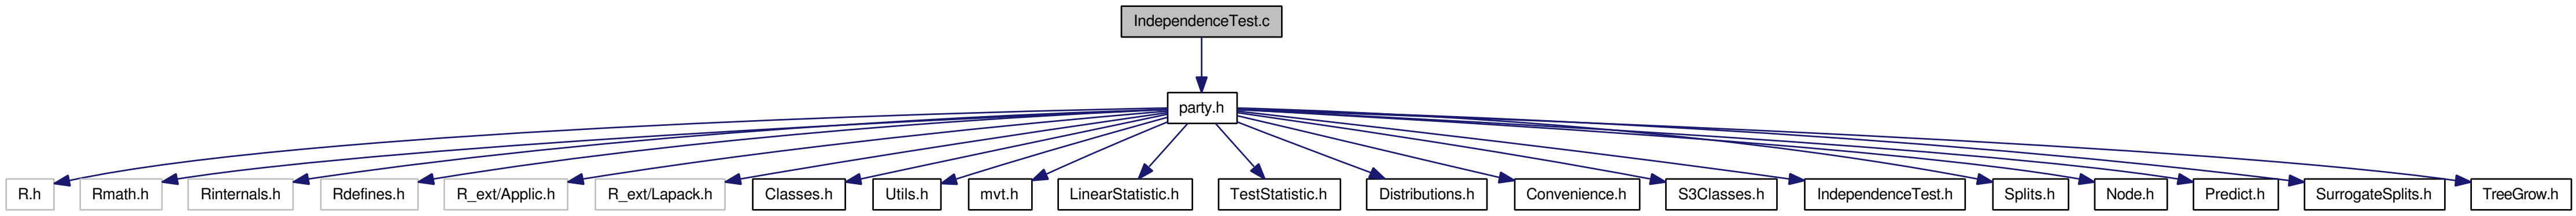 IndependenceTest.c
party.h
R.h
Rmath.h
Rinternals.h
Rdefines.h
R_ext/Applic.h
R_ext/Lapack.h
Classes.h
Utils.h
mvt.h
LinearStatistic.h
TestStatistic.h
Distributions.h
Convenience.h
S3Classes.h
IndependenceTest.h
Splits.h
Node.h
Predict.h
SurrogateSplits.h
TreeGrow.h